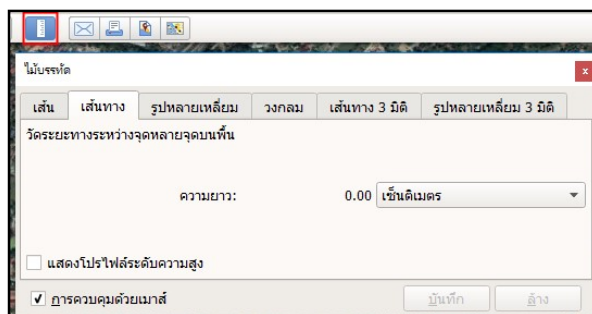 ไม้บรรทัด x
เส้น เส้นทาง รูปหลายเหลี่ยม วงกลม เส้นทาง 3 มิติ รูปหลายเหลี่ยม 3 มิติ
วัดระยะทางระหว่างจุดหลายจุดบนพื้น
ความยาว: 0.00 เซ็นติเมตร
แสดงโปรไฟล์ระดับความสูง
การควบคุมด้วยเมาส์ บันทึก ล้าง